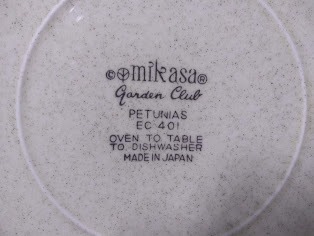 ©mikasa®
Garden Club
PETUNIAS
EC 401
OVEN TO TABLE
TO DISHWASHER
MADE IN JAPAN